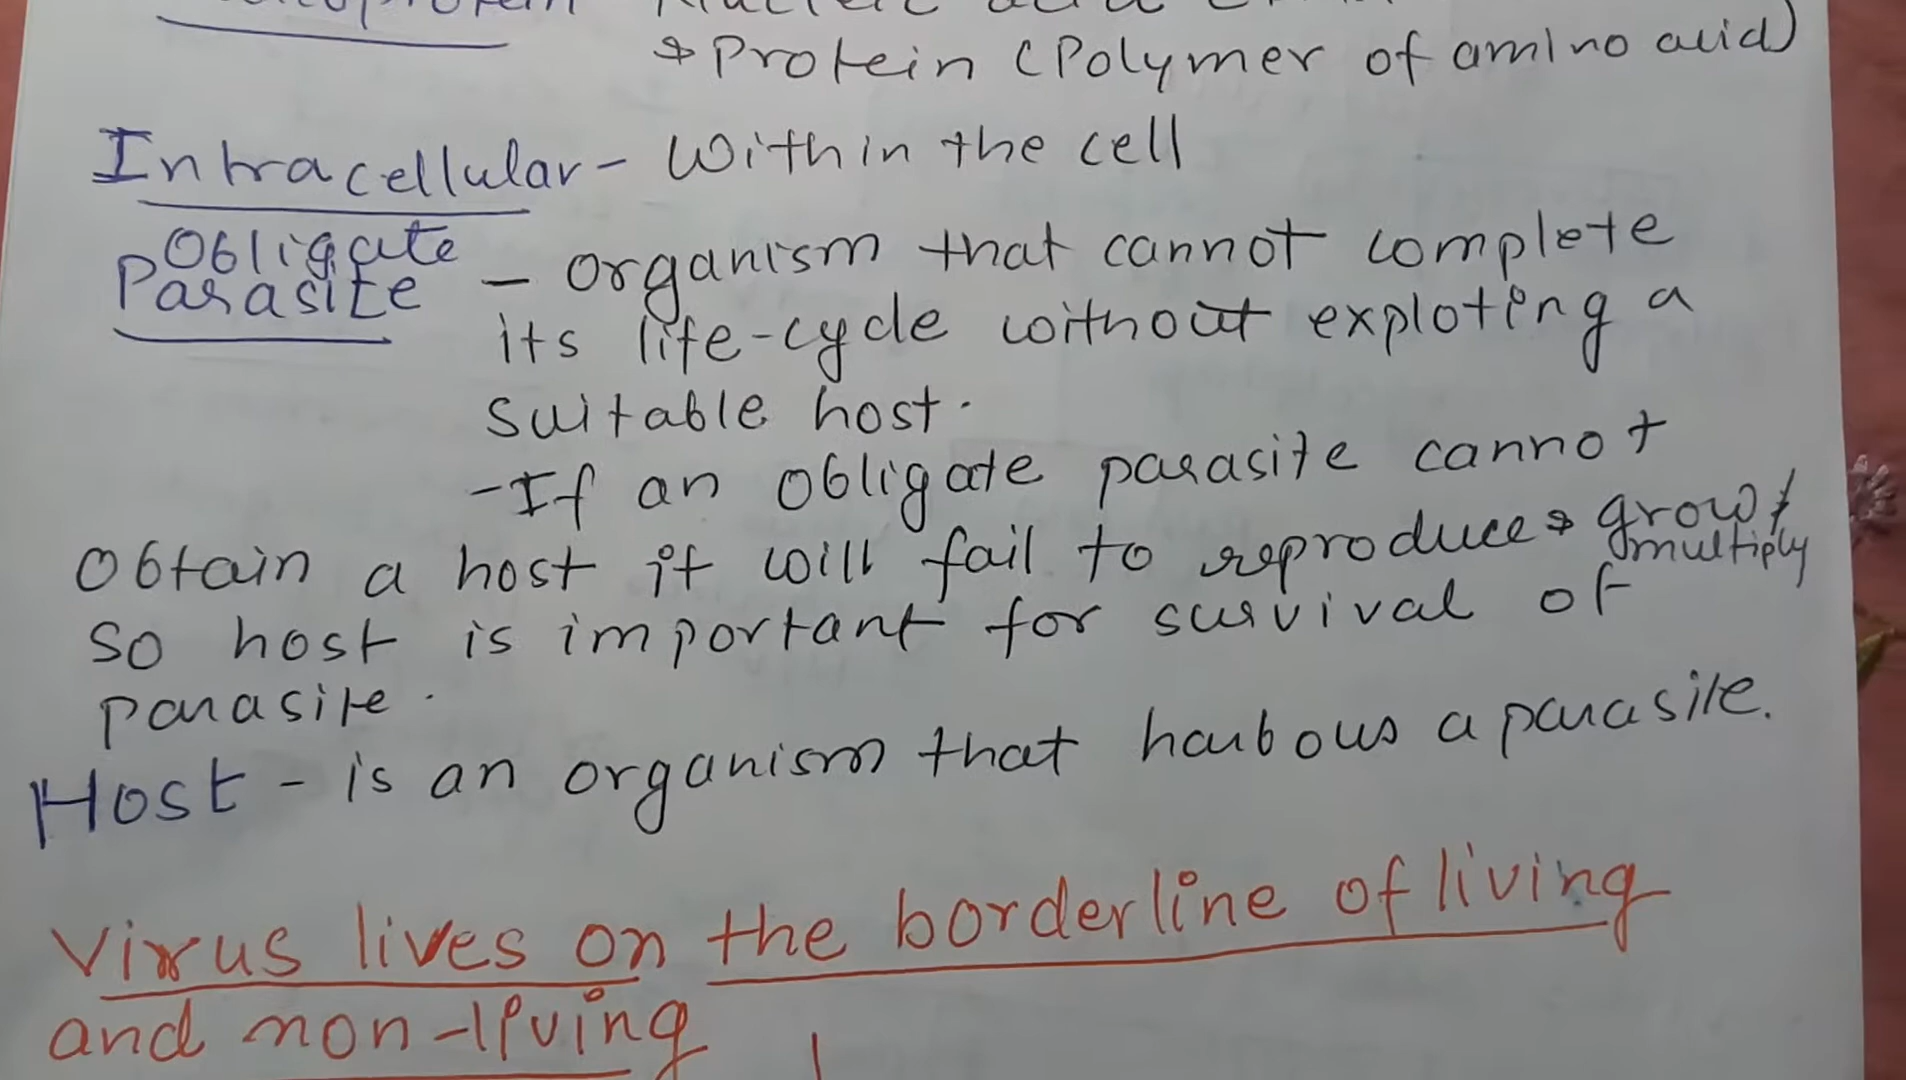 Nucleic acid
& Protein (Polymer of amino acid)
Intracellular - Within the cell
Obligate
Parasite - organism that cannot complete
its life-cycle without exploting a
suitable host.
- If an obligate parasite cannot
obtain a host it will fail to reproduce & grow &
multiply
so host is important for survival of
parasite.
Host - is an organism that harbous a parasite.
Virus lives on the borderline of living
and non-living